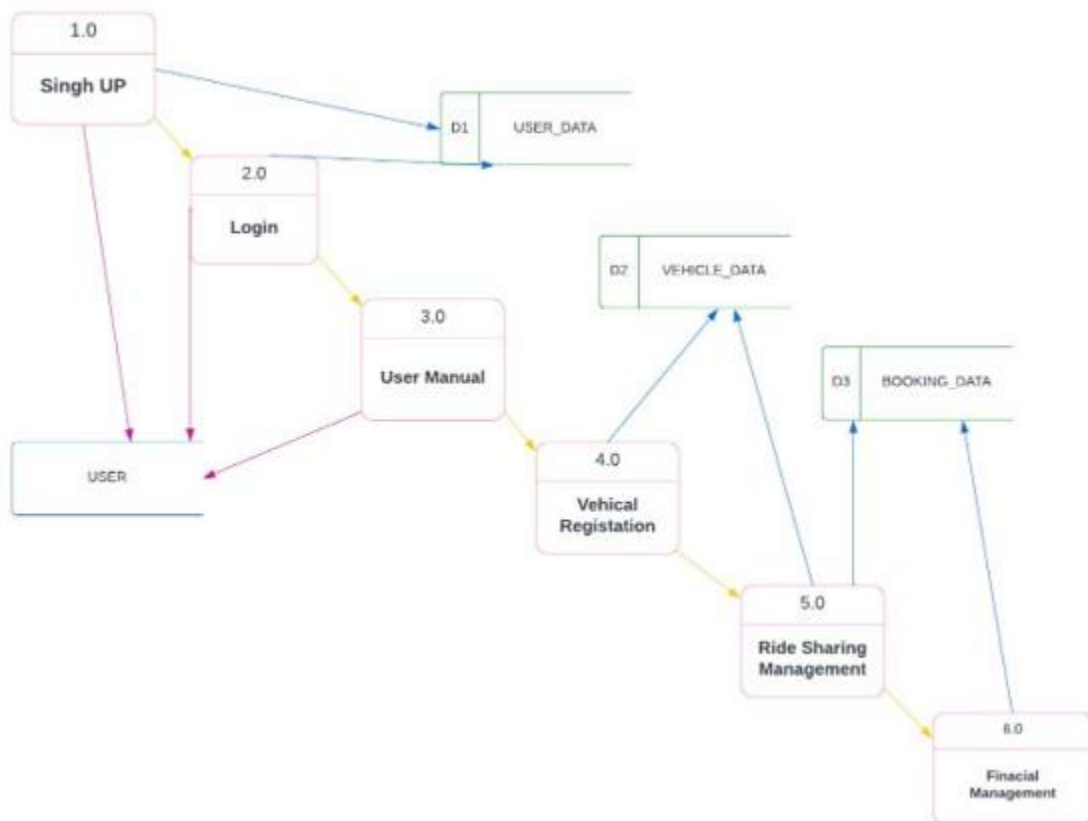 1.0
Singh UP
D1
USER_DATA
2.0
Login
D2
VEHICLE_DATA
3.0
User Manual
D3
BOOKING_DATA
USER
4.0
Vehical
Registation
5.0
Ride Sharing
Management
6.0
Finacial
Management